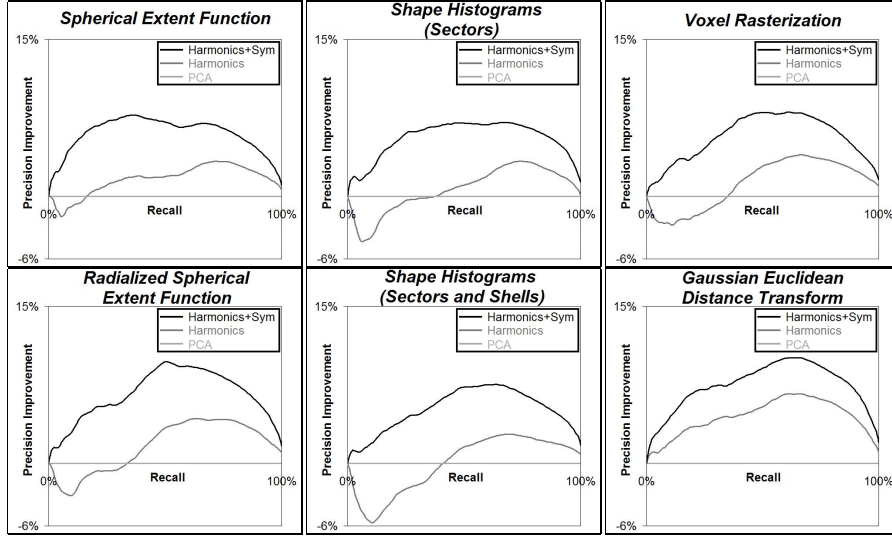 Spherical Extent Function
15%
Harmonics+Sym
Harmonics
PCA
Precision Improvement
0%
Recall
100%
-6%
Shape Histograms
(Sectors)
15%
Harmonics+Sym
Harmonics
PCA
Precision Improvement
0%
Recall
100%
-6%
Voxel Rasterization
15%
Harmonics+Sym
Harmonics
PCA
Precision Improvement
0%
Recall
100%
-6%
Radialized Spherical
Extent Function
15%
Harmonics+Sym
Harmonics
PCA
Precision Improvement
0%
Recall
100%
-6%
Shape Histograms
(Sectors and Shells)
15%
Harmonics+Sym
Harmonics
PCA
Precision Improvement
0%
Recall
100%
-6%
Gaussian Euclidean
Distance Transform
15%
Harmonics+Sym
Harmonics
PCA
Precision Improvement
0%
Recall
100%
-6%